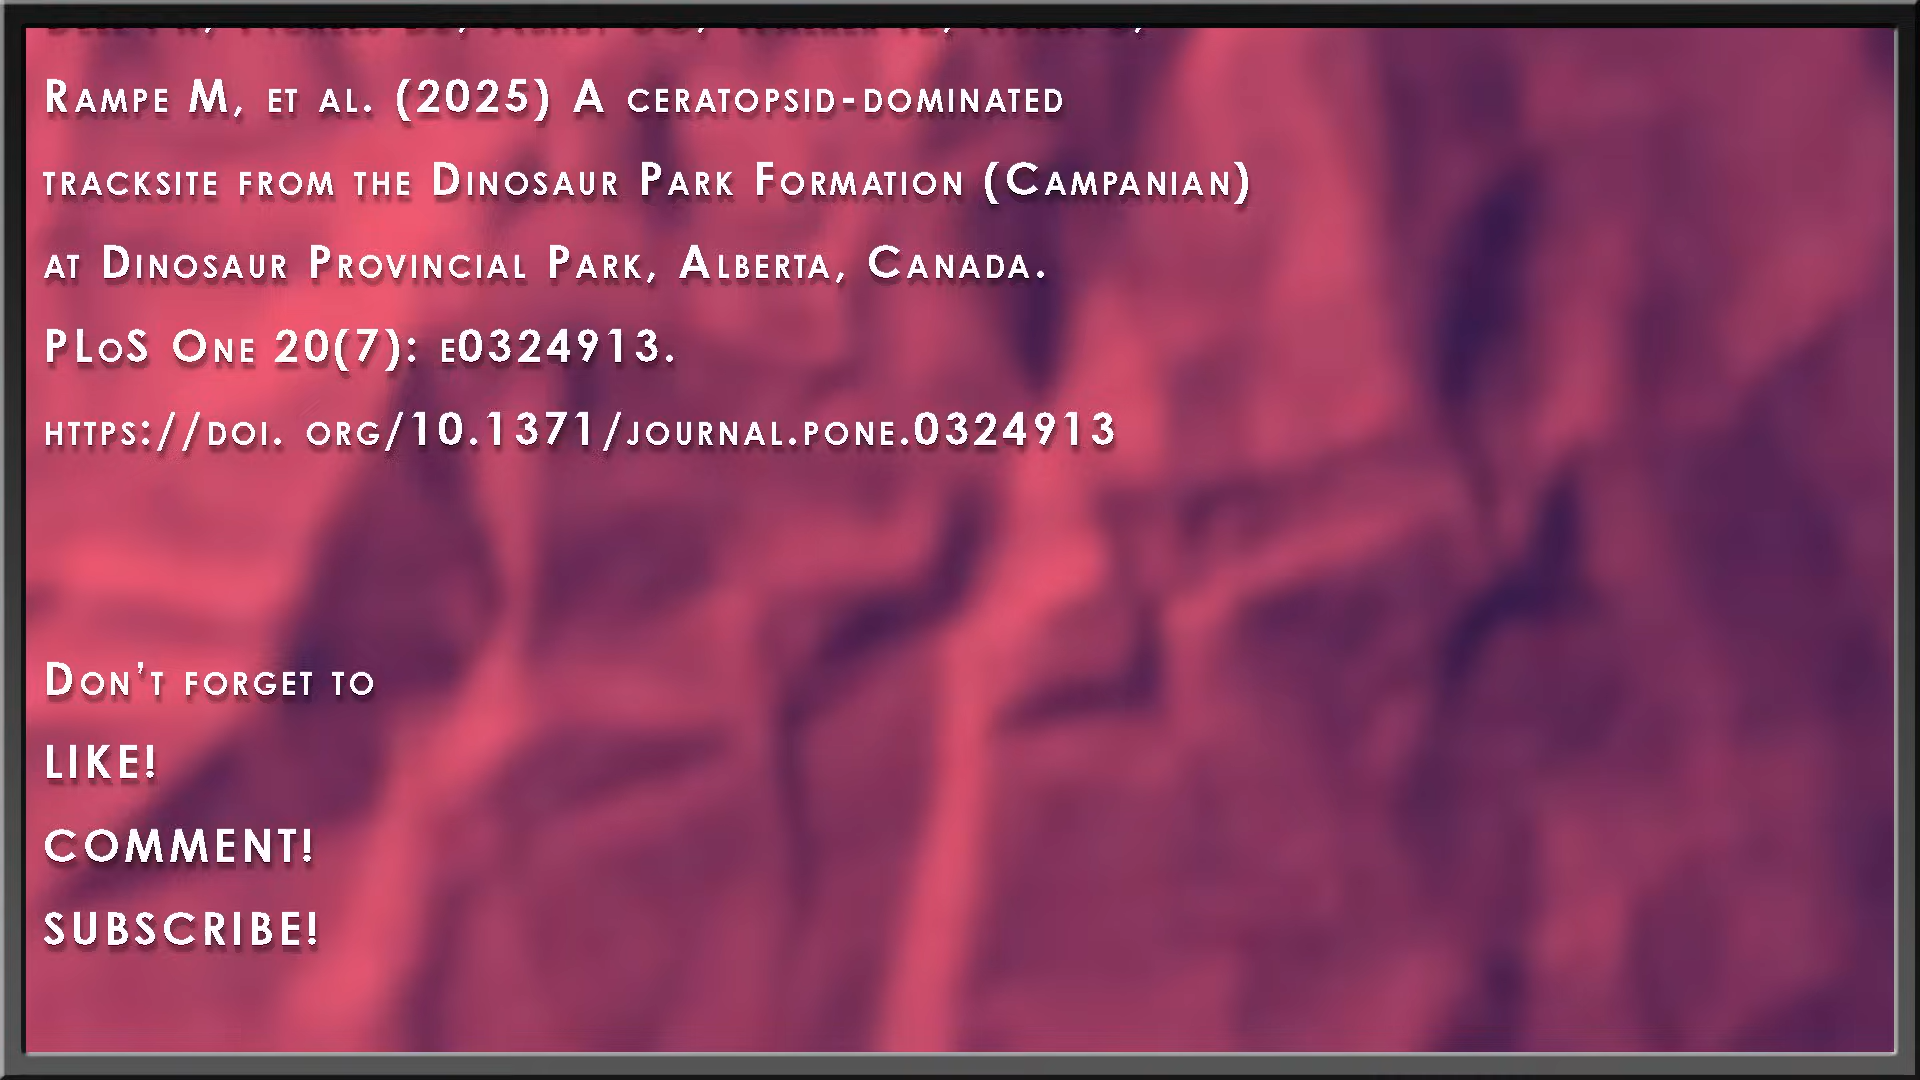 Rampe M, et al. (2025) A ceratopsid-dominated
tracksite from the Dinosaur Park Formation (Campanian)
at Dinosaur Provincial Park, Alberta, Canada.
PLoS One 20(7): e0324913.
https://doi. org/10.1371/journal.pone.0324913
Don't forget to
LIKE!
COMMENT!
SUBSCRIBE!